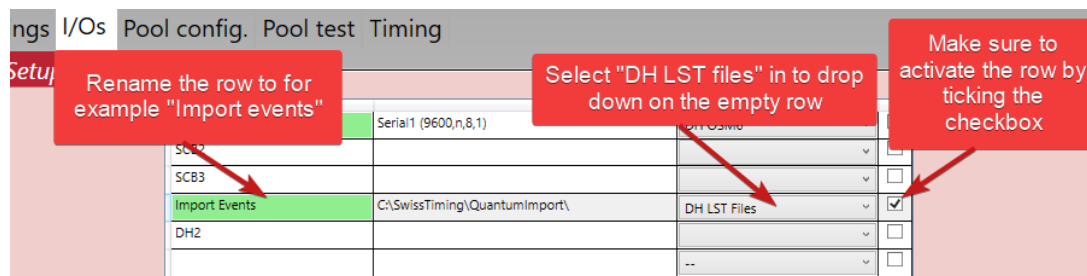 ngs I/Os Pool config. Pool test Timing
Setup
Rename the row to for
example "Import events"
Select "DH LST files" in to drop
down on the empty row
Make sure to
activate the row by
ticking the
checkbox
Serial1 (9600,n,8,1) DH OSM6
SCB2
SCB3
Import Events C:\SwissTiming\QuantumImport\ DH LST Files
DH2
--